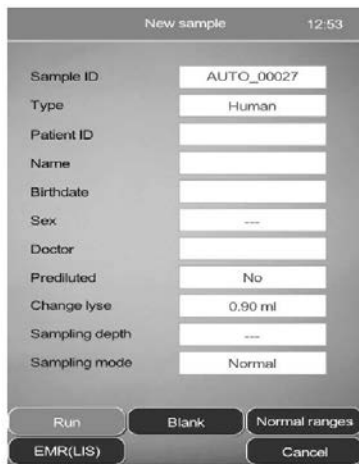 New sample 12:53
Sample ID AUTO_00027
Type Human
Patient ID
Name
Birthdate
Sex ---
Doctor
Prediluted No
Change lyse 0.90 ml
Sampling depth ---
Sampling mode Normal
Run Blank Normal ranges
EMR(LIS) Cancel